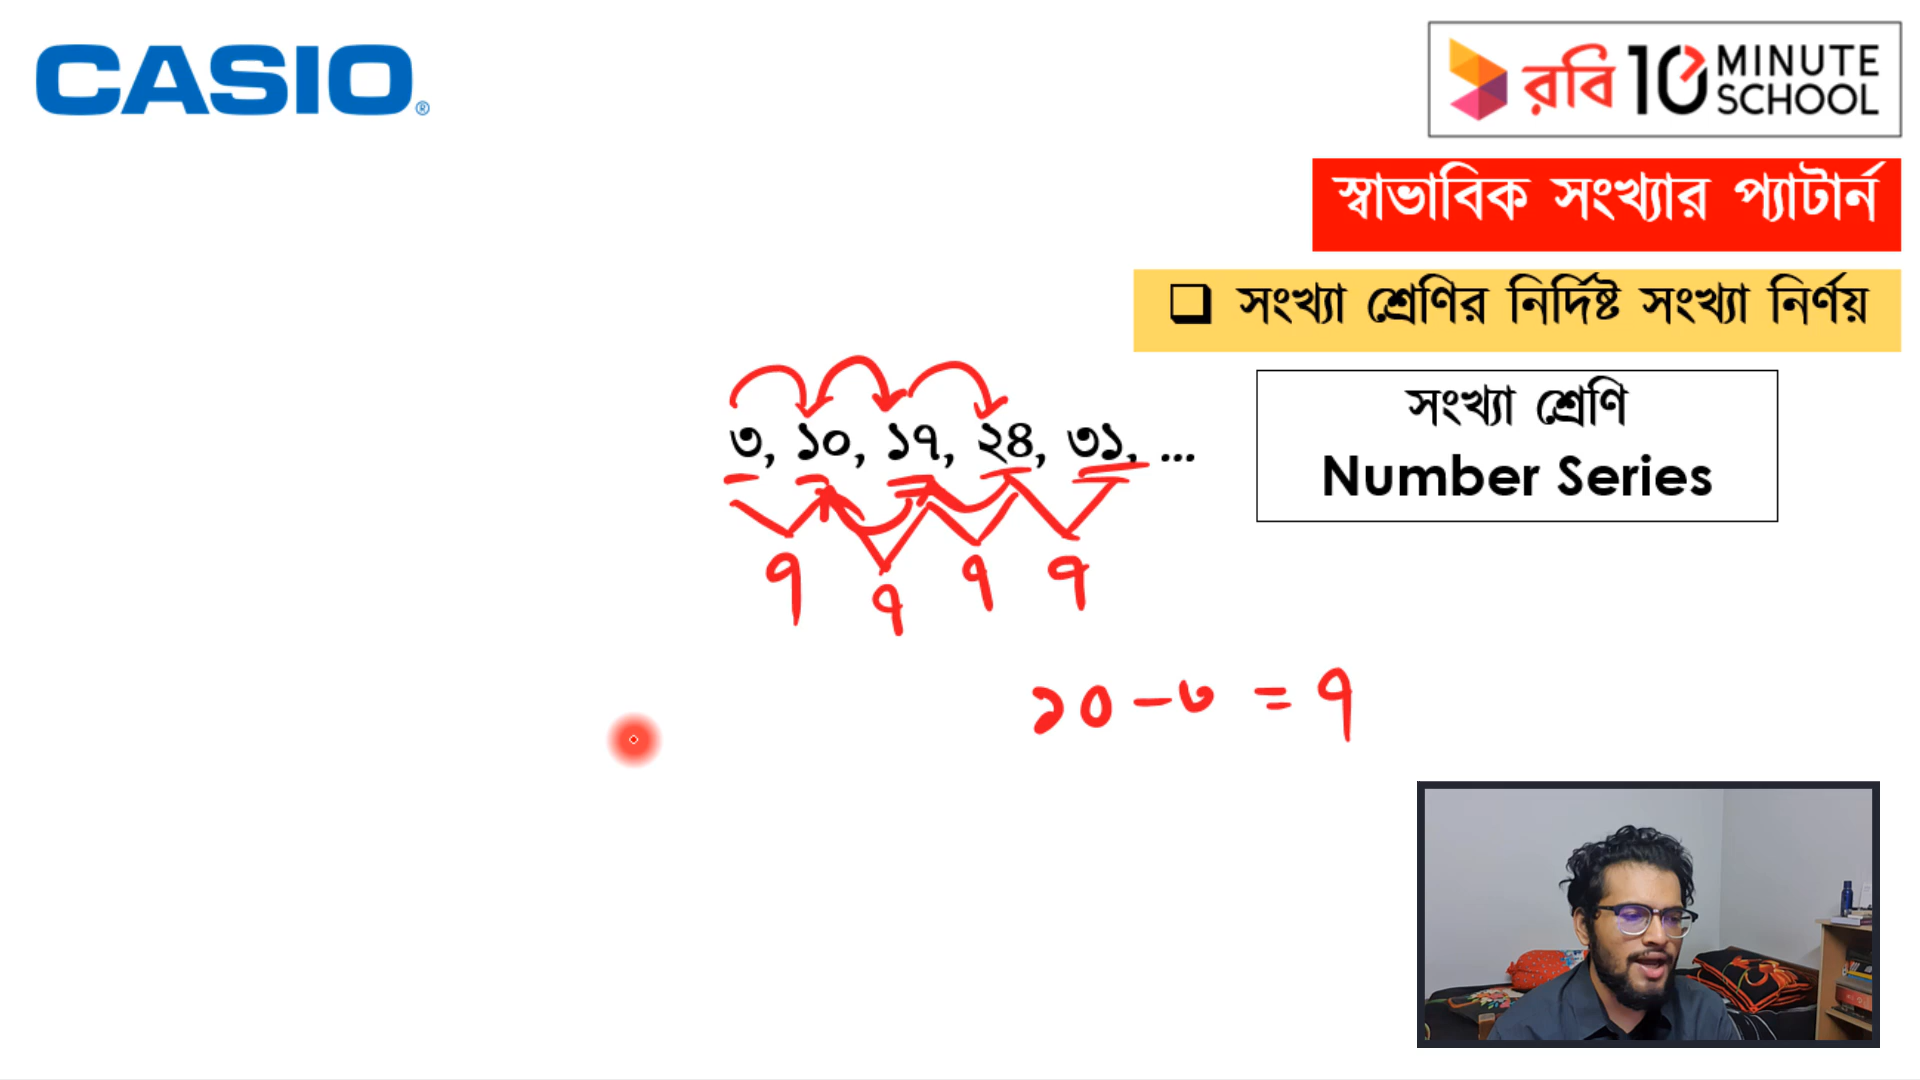 CASIO®
রবি 10 MINUTE SCHOOL
স্বাভাবিক সংখ্যার প্যাটার্ন
❑ সংখ্যা শ্রেণির নির্দিষ্ট সংখ্যা নির্ণয়
সংখ্যা শ্রেণি
Number Series
৩, ১০, ১৭, ২৪, ৩১, ...
৭ ৭ ৭ ৭
১০ - ৩ = ৭